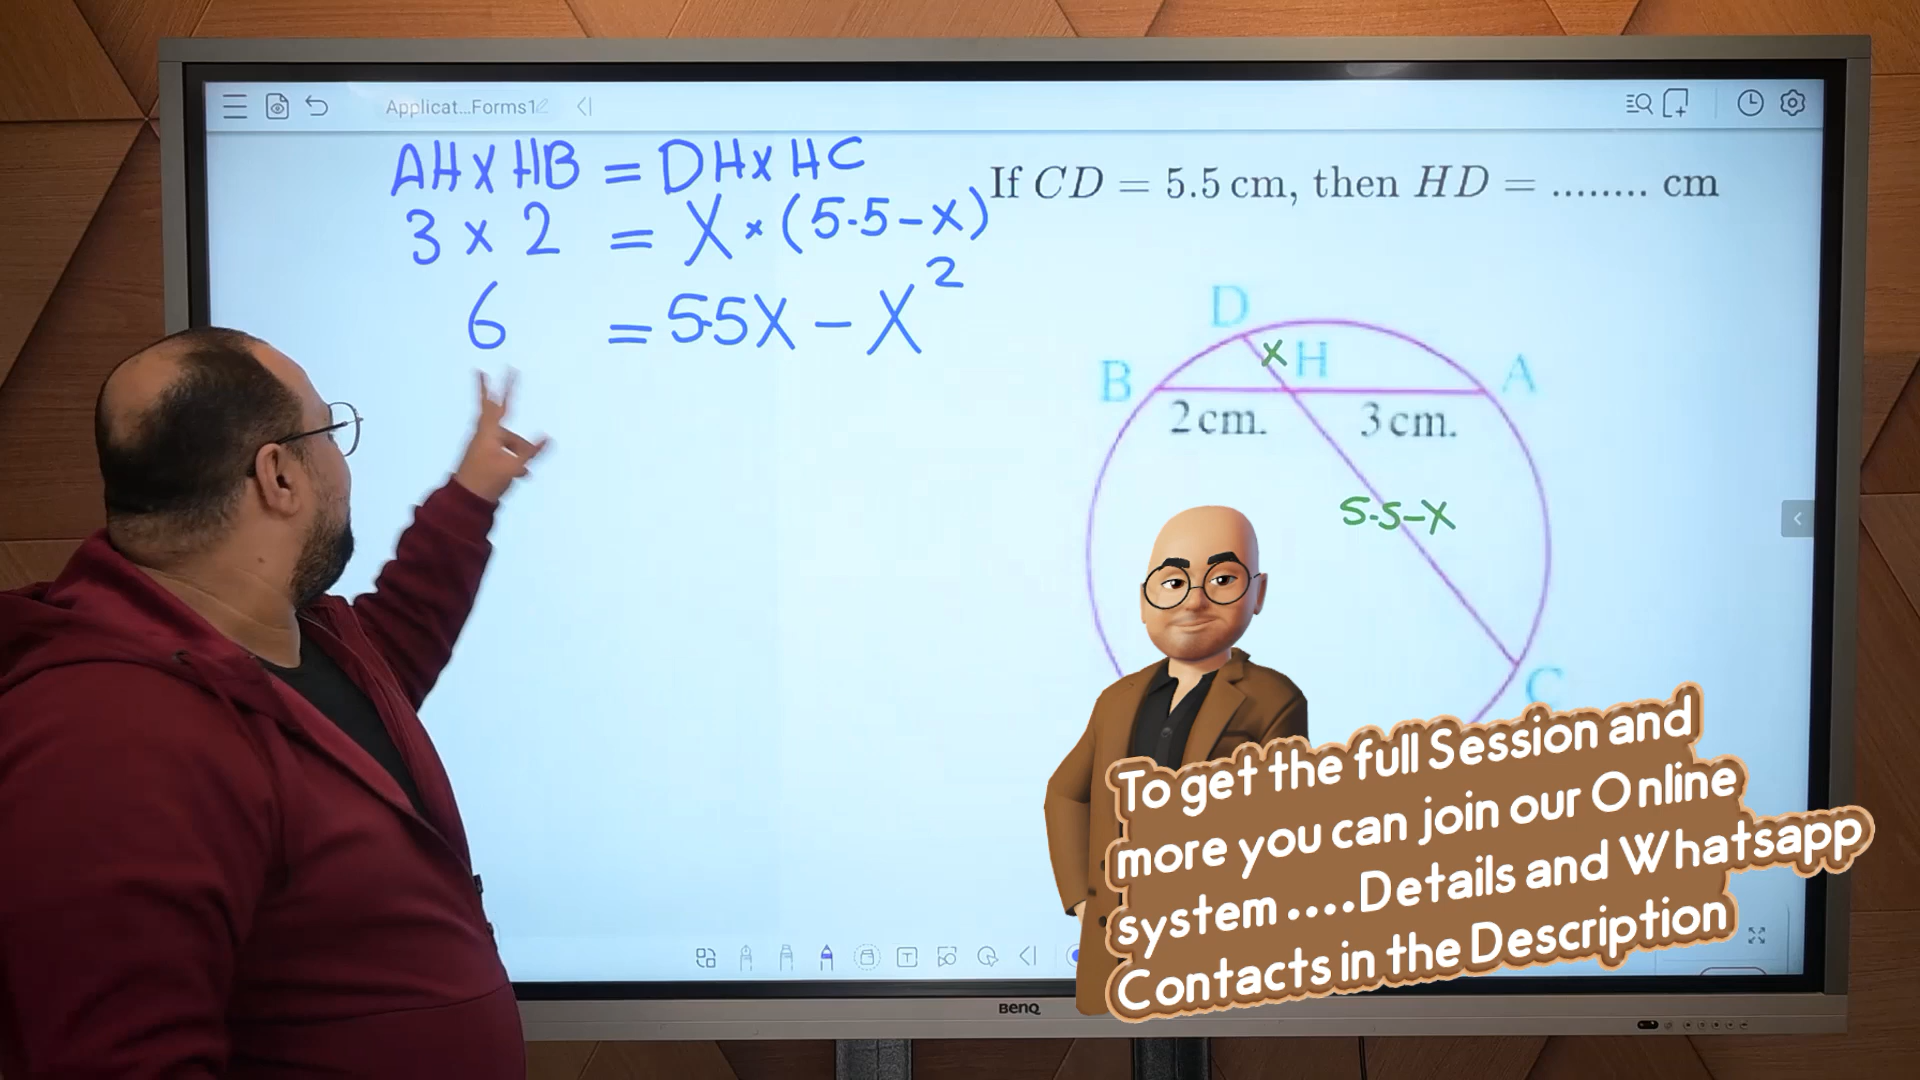 Applicat...Forms1
AH x HB = DH x HC
3 x 2 = X x (5.5 - x)
6 = 5.5X - X²
If CD = 5.5 cm, then HD = ........ cm
D
x H
B A
2 cm. 3 cm.
5.5-X
C
To get the full Session and
more you can join our Online
system ....Details and Whatsapp
Contacts in the Description
BenQ